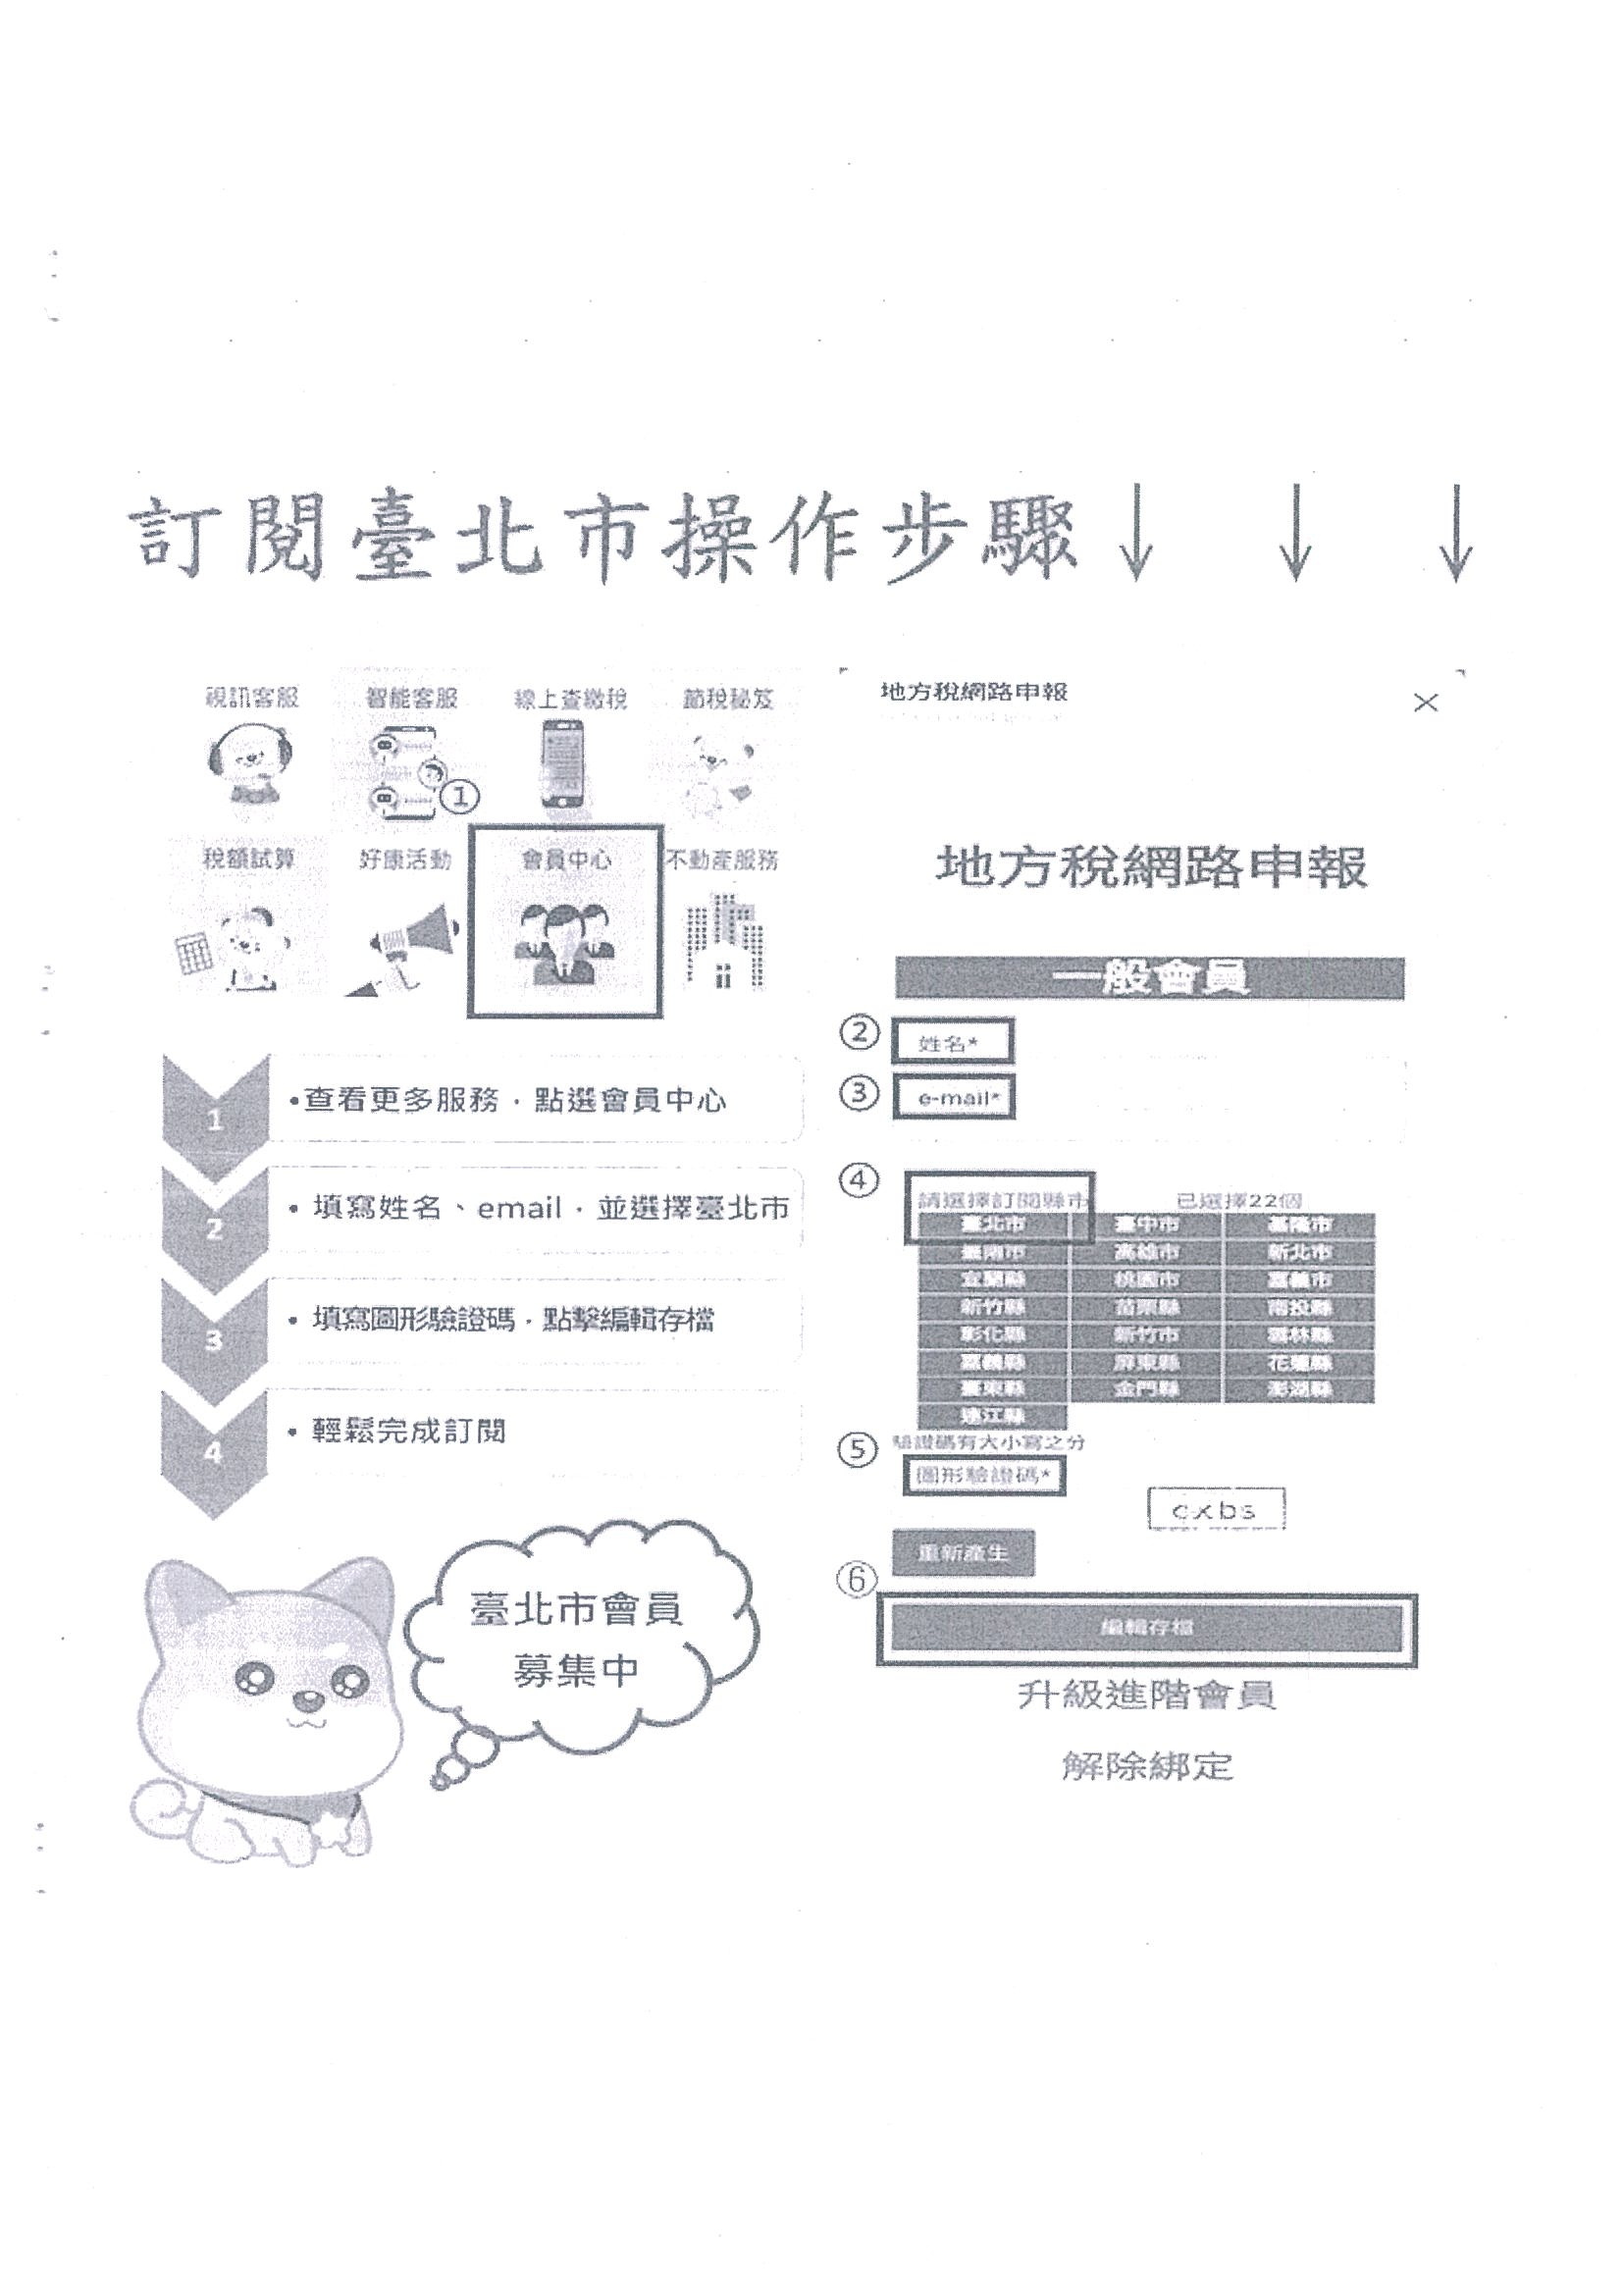 訂閱臺北市操作步驟↓ ↓ ↓
視訊客服 智能客服 線上查繳稅 節稅秘笈
①
稅額試算 好康活動 會員中心 不動產服務
1 •查看更多服務，點選會員中心
2 •填寫姓名、email，並選擇臺北市
3 •填寫圖形驗證碼，點擊編輯存檔
4 •輕鬆完成訂閱
臺北市會員
募集中
地方稅網路申報 ×
地方稅網路申報
一般會員
② 姓名*
③ e-mail*
④ 請選擇訂閱縣市 已選擇22個
臺北市 臺中市 基隆市
臺南市 高雄市 新北市
宜蘭縣 桃園市 嘉義市
新竹縣 苗栗縣 南投縣
彰化縣 新竹市 雲林縣
嘉義縣 屏東縣 花蓮縣
臺東縣 金門縣 澎湖縣
連江縣
⑤ 驗證碼有大小寫之分
圖形驗證碼*
cxbs
重新產生
⑥
編輯存檔
升級進階會員
解除綁定